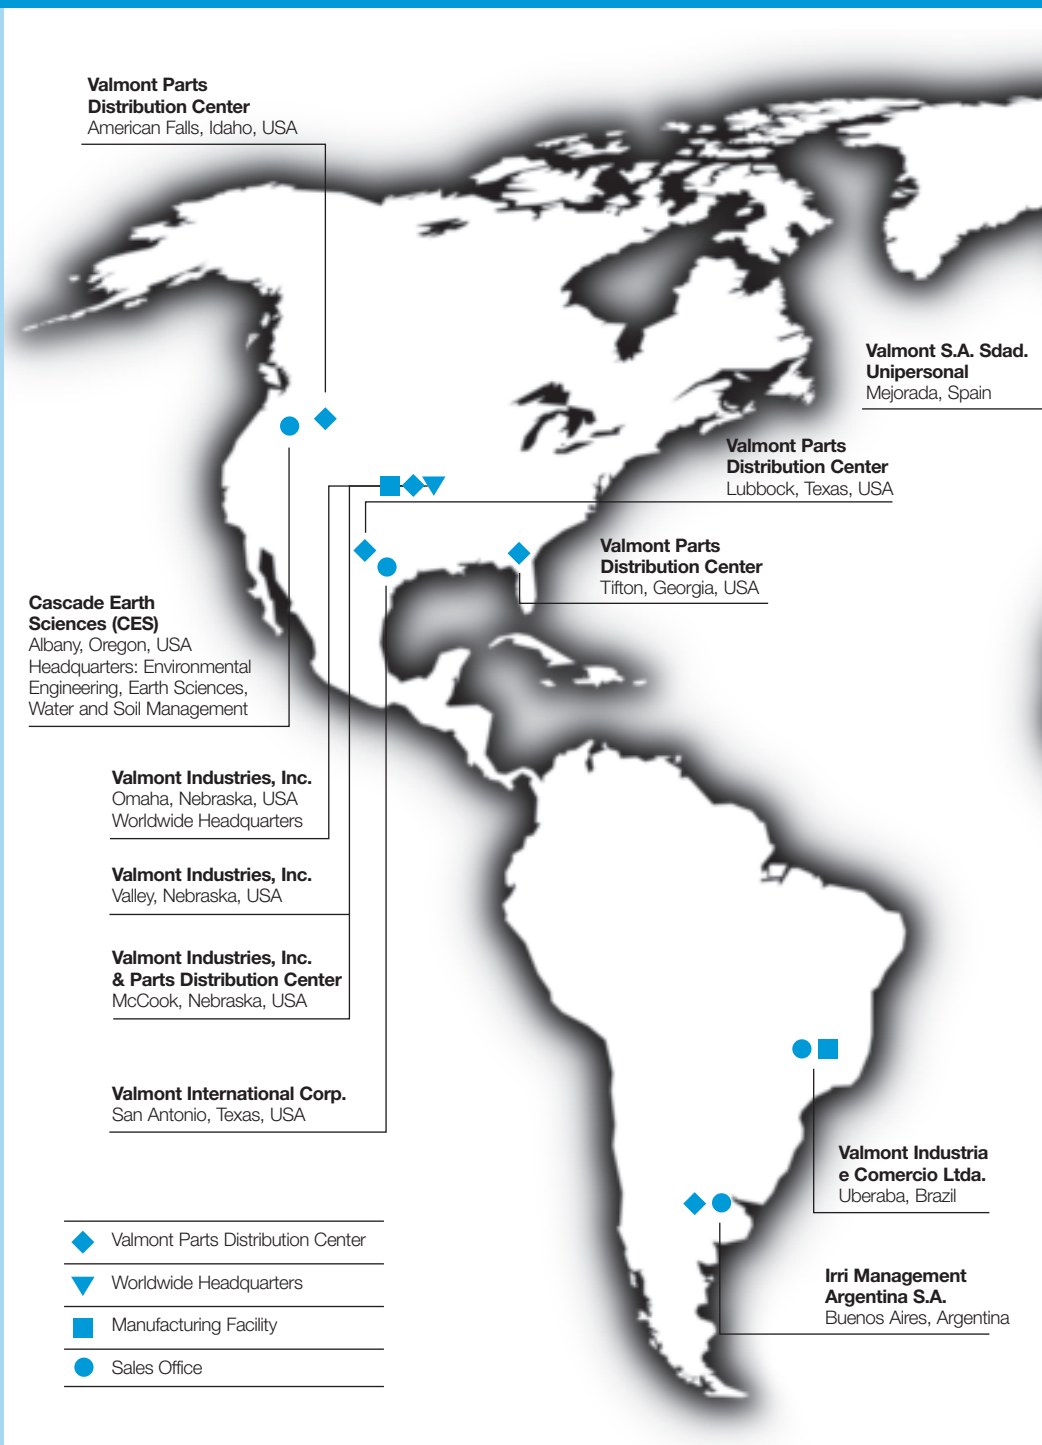 Valmont Parts
Distribution Center
American Falls, Idaho, USA
Valmont S.A. Sdad.
Unipersonal
Mejorada, Spain
Valmont Parts
Distribution Center
Lubbock, Texas, USA
Valmont Parts
Distribution Center
Tifton, Georgia, USA
Cascade Earth
Sciences (CES)
Albany, Oregon, USA
Headquarters: Environmental
Engineering, Earth Sciences,
Water and Soil Management
Valmont Industries, Inc.
Omaha, Nebraska, USA
Worldwide Headquarters
Valmont Industries, Inc.
Valley, Nebraska, USA
Valmont Industries, Inc.
& Parts Distribution Center
McCook, Nebraska, USA
Valmont International Corp.
San Antonio, Texas, USA
Valmont Industria
e Comercio Ltda.
Uberaba, Brazil
Irri Management
Argentina S.A.
Buenos Aires, Argentina
Valmont Parts Distribution Center
Worldwide Headquarters
Manufacturing Facility
Sales Office